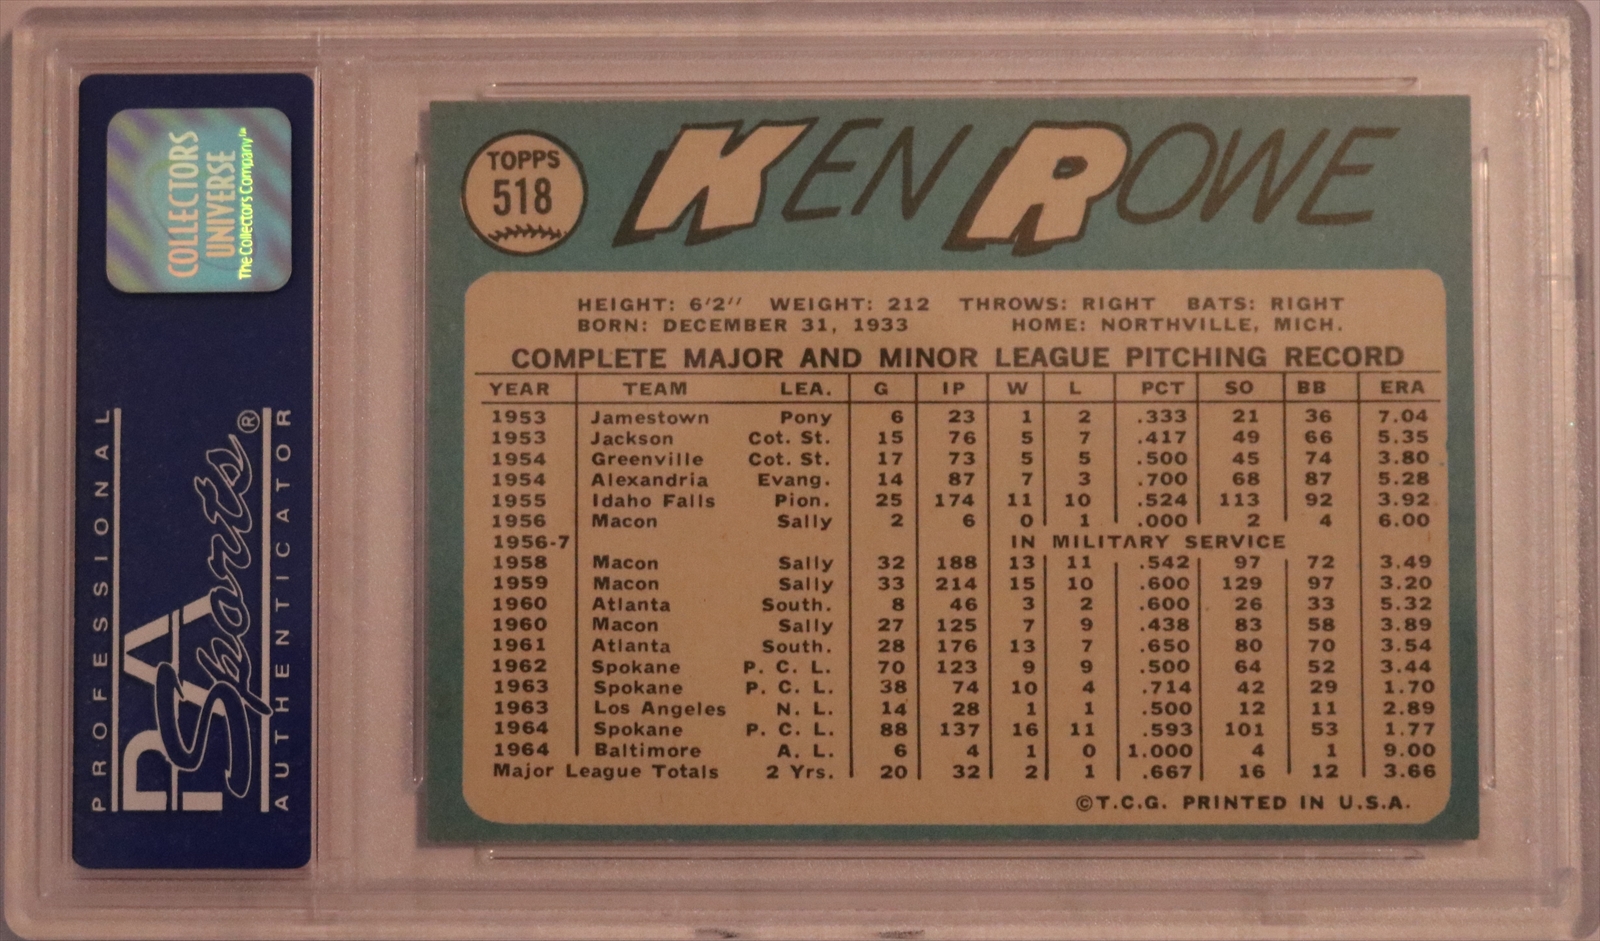 COLLECTORS
UNIVERSE
The Collectors Company™
PROFESSIONAL
PSA
Sports®
AUTHENTICATOR
TOPPS
518
KEN ROWE
HEIGHT: 6'2" WEIGHT: 212 THROWS: RIGHT BATS: RIGHT
BORN: DECEMBER 31, 1933 HOME: NORTHVILLE, MICH.
COMPLETE MAJOR AND MINOR LEAGUE PITCHING RECORD
YEAR TEAM LEA. G IP W L PCT SO BB ERA
1953 Jamestown Pony 6 23 1 2 .333 21 36 7.04
1953 Jackson Cot. St. 15 76 5 7 .417 49 66 5.35
1954 Greenville Cot. St. 17 73 5 5 .500 45 74 3.80
1954 Alexandria Evang. 14 87 7 3 .700 68 87 5.28
1955 Idaho Falls Pion. 25 174 11 10 .524 113 92 3.92
1956 Macon Sally 2 6 0 1 .000 2 4 6.00
1956-7 IN MILITARY SERVICE
1958 Macon Sally 32 188 13 11 .542 97 72 3.49
1959 Macon Sally 33 214 15 10 .600 129 97 3.20
1960 Atlanta South. 8 46 3 2 .600 26 33 5.32
1960 Macon Sally 27 125 7 9 .438 83 58 3.89
1961 Atlanta South. 28 176 13 7 .650 80 70 3.54
1962 Spokane P. C. L. 70 123 9 9 .500 64 52 3.44
1963 Spokane P. C. L. 38 74 10 4 .714 42 29 1.70
1963 Los Angeles N. L. 14 28 1 1 .500 12 11 2.89
1964 Spokane P. C. L. 88 137 16 11 .593 101 53 1.77
1964 Baltimore A. L. 6 4 1 0 1.000 4 1 9.00
Major League Totals 2 Yrs. 20 32 2 1 .667 16 12 3.66
©T.C.G. PRINTED IN U.S.A.